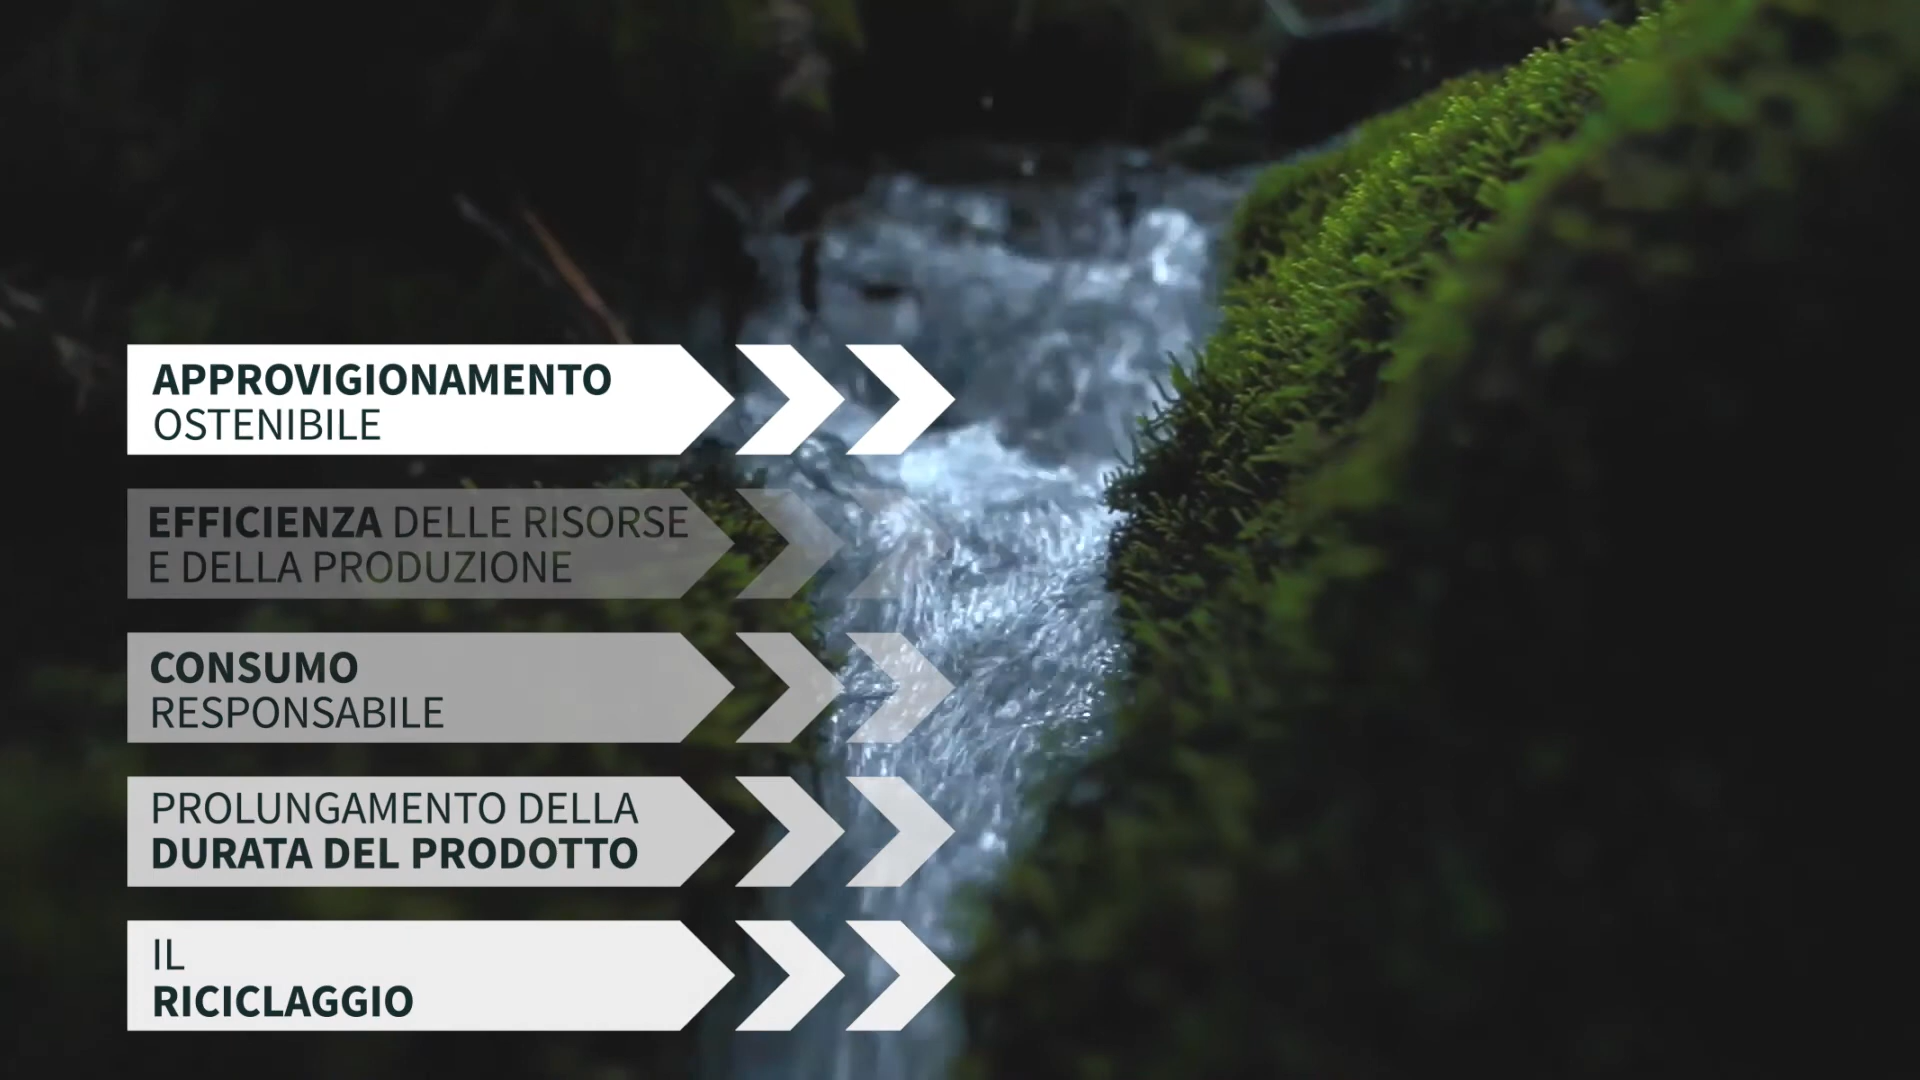 APPROVIGIONAMENTO
OSTENIBILE
EFFICIENZA DELLE RISORSE
E DELLA PRODUZIONE
CONSUMO
RESPONSABILE
PROLUNGAMENTO DELLA
DURATA DEL PRODOTTO
IL
RICICLAGGIO